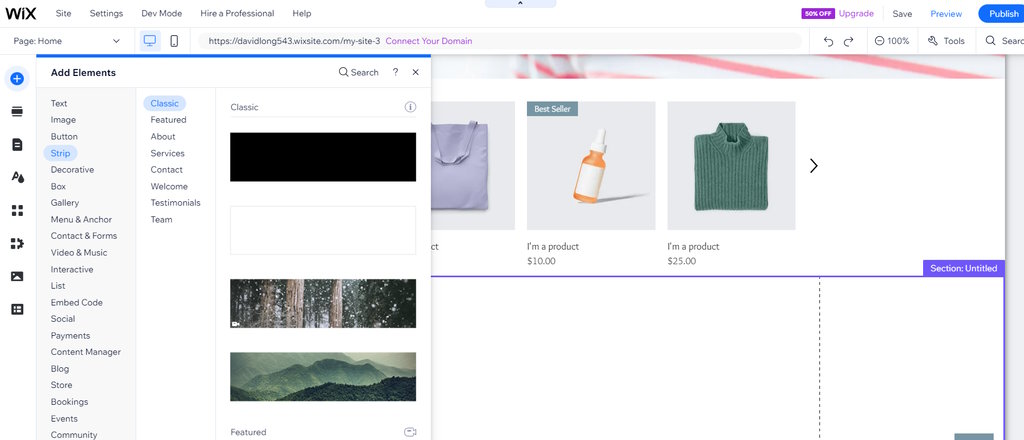 WiX
Site
Settings
Dev Mode
Hire a Professional
Help
50% OFF
Upgrade
Save
Preview
Publish
Page: Home
https://davidlong543.wixsite.com/my-site-3 Connect Your Domain
100%
Tools
Searc
Add Elements
Search
?
Text
Image
Button
Strip
Decorative
Box
Gallery
Menu & Anchor
Contact & Forms
Video & Music
Interactive
List
Embed Code
Social
Payments
Content Manager
Blog
Store
Bookings
Events
Community
Classic
Featured
About
Services
Contact
Welcome
Testimonials
Team
Classic
Featured
Best Seller
ct
I'm a product
$10.00
I'm a product
$25.00
Section: Untitled